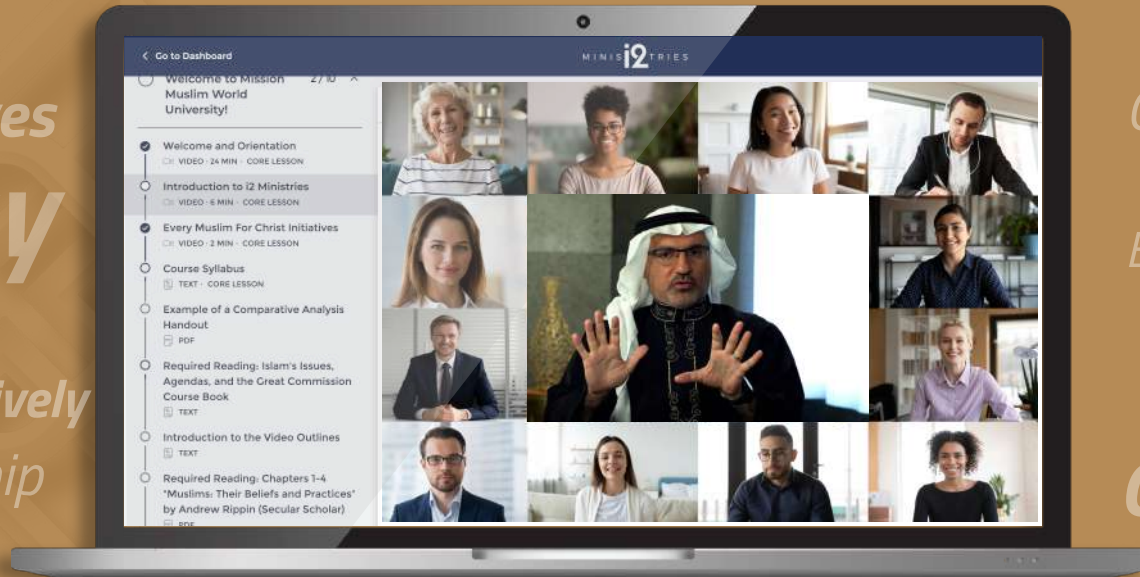 Go to Dashboard
MINIS i2 TRIES
Welcome to Mission 2/10
Muslim World
University!
Welcome and Orientation
VIDEO · 24 MIN · CORE LESSON
Introduction to i2 Ministries
VIDEO · 6 MIN · CORE LESSON
Every Muslim For Christ Initiatives
VIDEO · 2 MIN · CORE LESSON
Course Syllabus
TEXT · CORE LESSON
Example of a Comparative Analysis
Handout
PDF
Required Reading: Islam's Issues,
Agendas, and the Great Commission
Course Book
TEXT
Introduction to the Video Outlines
TEXT
Required Reading: Chapters 1-4
"Muslims: Their Beliefs and Practices"
by Andrew Rippin (Secular Scholar)
PDF